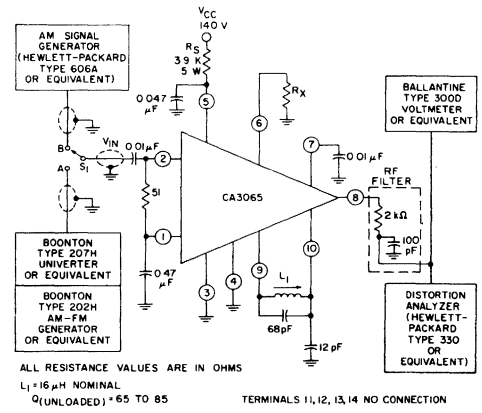 VCC
140 V
AM SIGNAL
GENERATOR
(HEWLETT-PACKARD
TYPE 606A
OR EQUIVALENT)
RS
39 K
5 W
0 047
µF
5
RX
6
BALLANTINE
TYPE 300D
VOLTMETER
OR EQUIVALENT
B
S1
A
VIN
0 01 µF
2
7
0 01 µF
RF
FILTER
51
CA3065
8
2 kΩ
100
pF
1
10
0 47
µF
3
4
9
L1
68 pF
12 pF
BOONTON
TYPE 207H
UNIVERTER
OR EQUIVALENT
BOONTON
TYPE 202H
AM-FM
GENERATOR OR
EQUIVALENT
DISTORTION
ANALYZER
(HEWLETT-
PACKARD
TYPE 330
OR
EQUIVALENT)
ALL RESISTANCE VALUES ARE IN OHMS
L1 = 16 µH NOMINAL
Q(UNLOADED) = 65 TO 85
TERMINALS 11, 12, 13, 14 NO CONNECTION